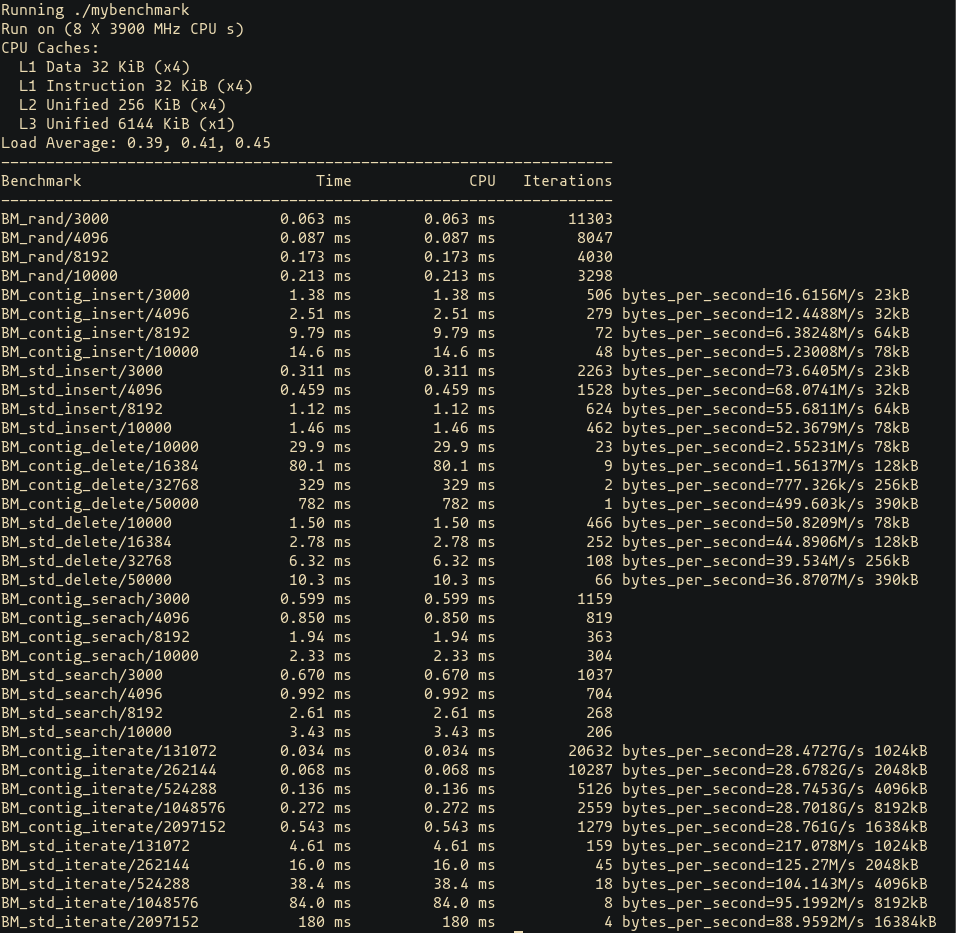 Running ./mybenchmark
Run on (8 X 3900 MHz CPU s)
CPU Caches:
  L1 Data 32 KiB (x4)
  L1 Instruction 32 KiB (x4)
  L2 Unified 256 KiB (x4)
  L3 Unified 6144 KiB (x1)
Load Average: 0.39, 0.41, 0.45
--------------------------------------------------------------------
Benchmark                          Time             CPU   Iterations
--------------------------------------------------------------------
BM_rand/3000                   0.063 ms        0.063 ms        11303
BM_rand/4096                   0.087 ms        0.087 ms         8047
BM_rand/8192                   0.173 ms        0.173 ms         4030
BM_rand/10000                  0.213 ms        0.213 ms         3298
BM_contig_insert/3000           1.38 ms         1.38 ms          506 bytes_per_second=16.6156M/s 23kB
BM_contig_insert/4096           2.51 ms         2.51 ms          279 bytes_per_second=12.4488M/s 32kB
BM_contig_insert/8192           9.79 ms         9.79 ms           72 bytes_per_second=6.38248M/s 64kB
BM_contig_insert/10000          14.6 ms         14.6 ms           48 bytes_per_second=5.23008M/s 78kB
BM_std_insert/3000             0.311 ms        0.311 ms         2263 bytes_per_second=73.6405M/s 23kB
BM_std_insert/4096             0.459 ms        0.459 ms         1528 bytes_per_second=68.0741M/s 32kB
BM_std_insert/8192              1.12 ms         1.12 ms          624 bytes_per_second=55.6811M/s 64kB
BM_std_insert/10000             1.46 ms         1.46 ms          462 bytes_per_second=52.3679M/s 78kB
BM_contig_delete/10000          29.9 ms         29.9 ms           23 bytes_per_second=2.55231M/s 78kB
BM_contig_delete/16384          80.1 ms         80.1 ms            9 bytes_per_second=1.56137M/s 128kB
BM_contig_delete/32768           329 ms          329 ms            2 bytes_per_second=777.326k/s 256kB
BM_contig_delete/50000           782 ms          782 ms            1 bytes_per_second=499.603k/s 390kB
BM_std_delete/10000             1.50 ms         1.50 ms          466 bytes_per_second=50.8209M/s 78kB
BM_std_delete/16384             2.78 ms         2.78 ms          252 bytes_per_second=44.8906M/s 128kB
BM_std_delete/32768             6.32 ms         6.32 ms          108 bytes_per_second=39.534M/s 256kB
BM_std_delete/50000             10.3 ms         10.3 ms           66 bytes_per_second=36.8707M/s 390kB
BM_contig_serach/3000          0.599 ms        0.599 ms         1159
BM_contig_serach/4096          0.850 ms        0.850 ms          819
BM_contig_serach/8192           1.94 ms         1.94 ms          363
BM_contig_serach/10000          2.33 ms         2.33 ms          304
BM_std_search/3000             0.670 ms        0.670 ms         1037
BM_std_search/4096             0.992 ms        0.992 ms          704
BM_std_search/8192              2.61 ms         2.61 ms          268
BM_std_search/10000             3.43 ms         3.43 ms          206
BM_contig_iterate/131072       0.034 ms        0.034 ms        20632 bytes_per_second=28.4727G/s 1024kB
BM_contig_iterate/262144       0.068 ms        0.068 ms        10287 bytes_per_second=28.6782G/s 2048kB
BM_contig_iterate/524288       0.136 ms        0.136 ms         5126 bytes_per_second=28.7453G/s 4096kB
BM_contig_iterate/1048576      0.272 ms        0.272 ms         2559 bytes_per_second=28.7018G/s 8192kB
BM_contig_iterate/2097152      0.543 ms        0.543 ms         1279 bytes_per_second=28.761G/s 16384kB
BM_std_iterate/131072           4.61 ms         4.61 ms          159 bytes_per_second=217.078M/s 1024kB
BM_std_iterate/262144           16.0 ms         16.0 ms           45 bytes_per_second=125.27M/s 2048kB
BM_std_iterate/524288           38.4 ms         38.4 ms           18 bytes_per_second=104.143M/s 4096kB
BM_std_iterate/1048576          84.0 ms         84.0 ms            8 bytes_per_second=95.1992M/s 8192kB
BM_std_iterate/2097152           180 ms          180 ms            4 bytes_per_second=88.9592M/s 16384kB